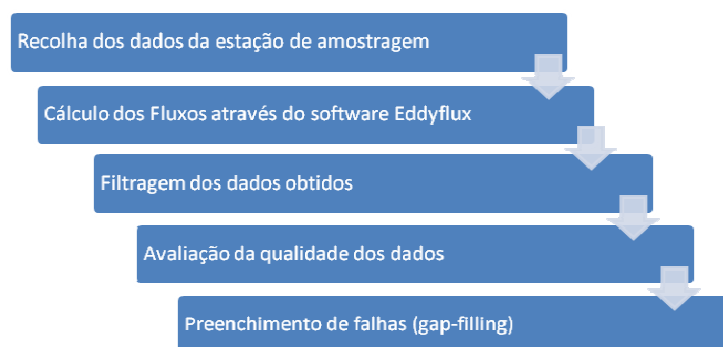 Recolha dos dados da estação de amostragem
Cálculo dos Fluxos através do software Eddyflux
Filtragem dos dados obtidos
Avaliação da qualidade dos dados
Preenchimento de falhas (gap-filling)